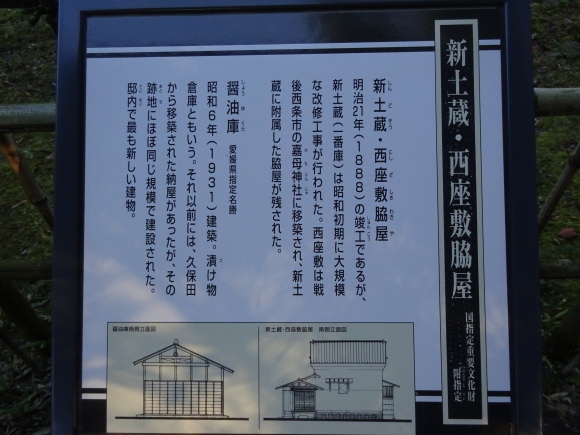 新土蔵・西座敷脇屋
国指定重要文化財
附指定
新土蔵・西座敷脇屋
明治21年(1888)の竣工であるが、
新土蔵(一番庫)は昭和初期に大規模
な改修工事が行われた。西座敷は戦
後西条市の嘉母神社に移築され、新土
蔵に附属した脇屋が残された。
醤油庫 愛媛県指定名勝
昭和6年(1931)建築。漬け物
倉庫ともいう。それ以前には、久保田
から移築された納屋があったが、その
跡地にほぼ同じ規模で建設された。
邸内で最も新しい建物。
醤油庫南側立面図
新土蔵・西座敷脇屋 南側立面図